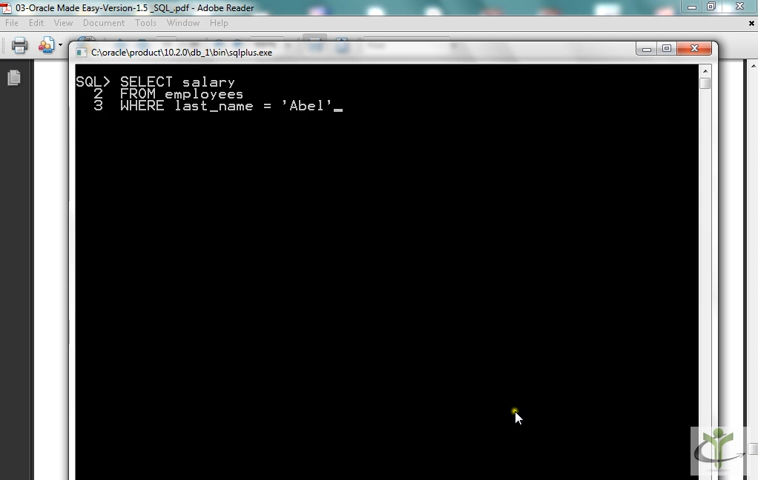 03-Oracle Made Easy-Version-1.5 _SQL_.pdf - Adobe Reader
File Edit View Document Tools Window Help
C:\oracle\product\10.2.0\db_1\bin\sqlplus.exe
SQL> SELECT salary
2 FROM employees
3 WHERE last_name = 'Abel'_